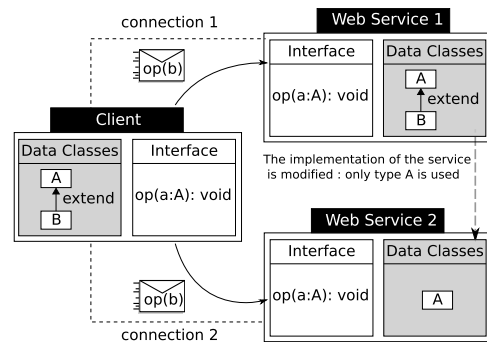 connection 1
Web Service 1
Interface
Data Classes
op(b)
op(a:A): void
A
extend
B
Client
Data Classes
Interface
A
extend
B
op(a:A): void
The implementation of the service
is modified : only type A is used
Web Service 2
Interface
Data Classes
op(b)
op(a:A): void
A
connection 2